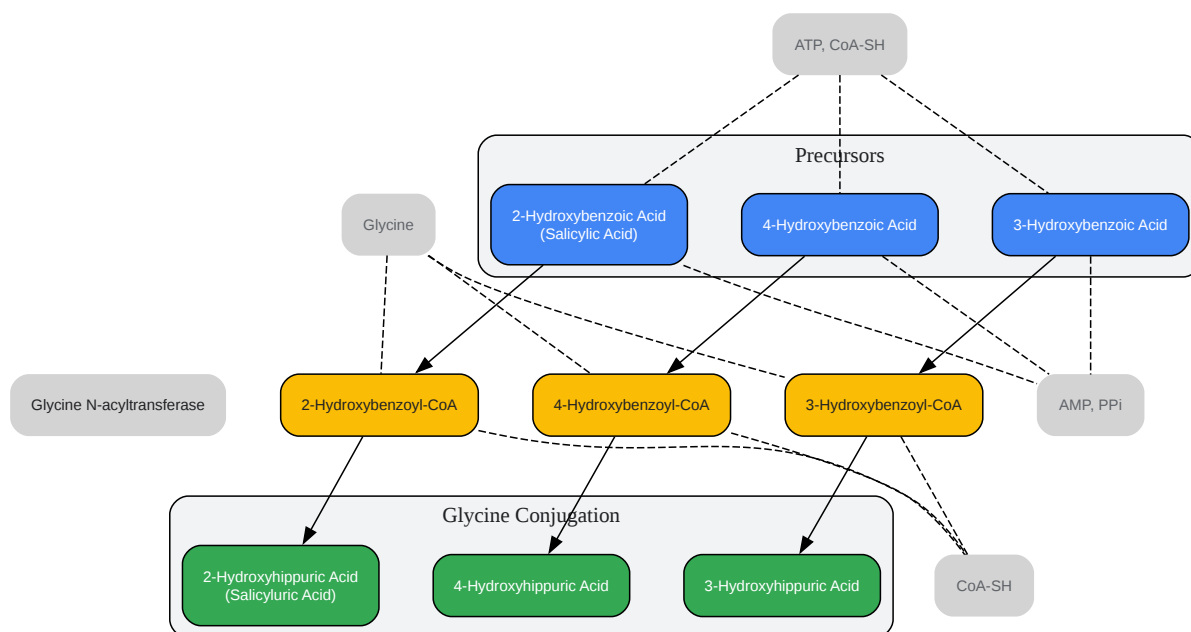 ATP, CoA-SH
Precursors
2-Hydroxybenzoic Acid
(Salicylic Acid)
4-Hydroxybenzoic Acid
3-Hydroxybenzoic Acid
Glycine
Glycine N-acyltransferase
2-Hydroxybenzoyl-CoA
4-Hydroxybenzoyl-CoA
3-Hydroxybenzoyl-CoA
AMP, PPi
Glycine Conjugation
2-Hydroxyhippuric Acid
(Salicyluric Acid)
4-Hydroxyhippuric Acid
3-Hydroxyhippuric Acid
CoA-SH